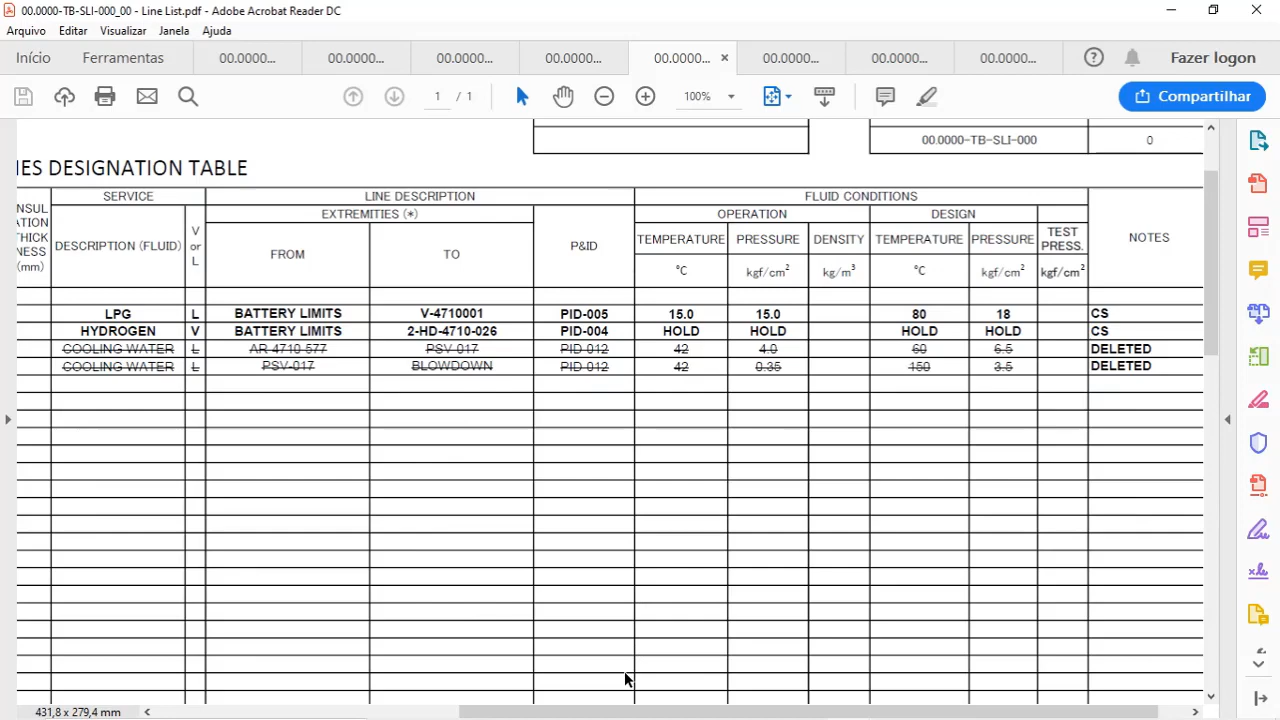 00.0000-TB-SLI-000_00 - Line List.pdf - Adobe Acrobat Reader DC
Arquivo Editar Visualizar Janela Ajuda
Início Ferramentas 00.0000... 00.0000... 00.0000... 00.0000... 00.0000... × 00.0000... 00.0000... 00.0000... Fazer logon
1 / 1 100% Compartilhar
00.0000-TB-SLI-000 0
IES DESIGNATION TABLE
SERVICE LINE DESCRIPTION FLUID CONDITIONS
NSUL ATION THICK NESS (mm) DESCRIPTION (FLUID) V or L EXTREMITIES (*) FROM TO P&ID OPERATION DESIGN NOTES
TEMPERATURE PRESSURE DENSITY TEMPERATURE PRESSURE TEST PRESS.
°C kgf/cm² kg/m³ °C kgf/cm² kgf/cm²
LPG L BATTERY LIMITS V-4710001 PID-005 15.0 15.0 80 18 CS
HYDROGEN V BATTERY LIMITS 2-HD-4710-026 PID-004 HOLD HOLD HOLD HOLD CS
COOLING WATER L AR-4710-577 PSV-017 PID-012 42 4.0 60 6.5 DELETED
COOLING WATER L PSV-017 BLOWDOWN PID-012 42 0.35 150 3.5 DELETED
431,8 x 279,4 mm